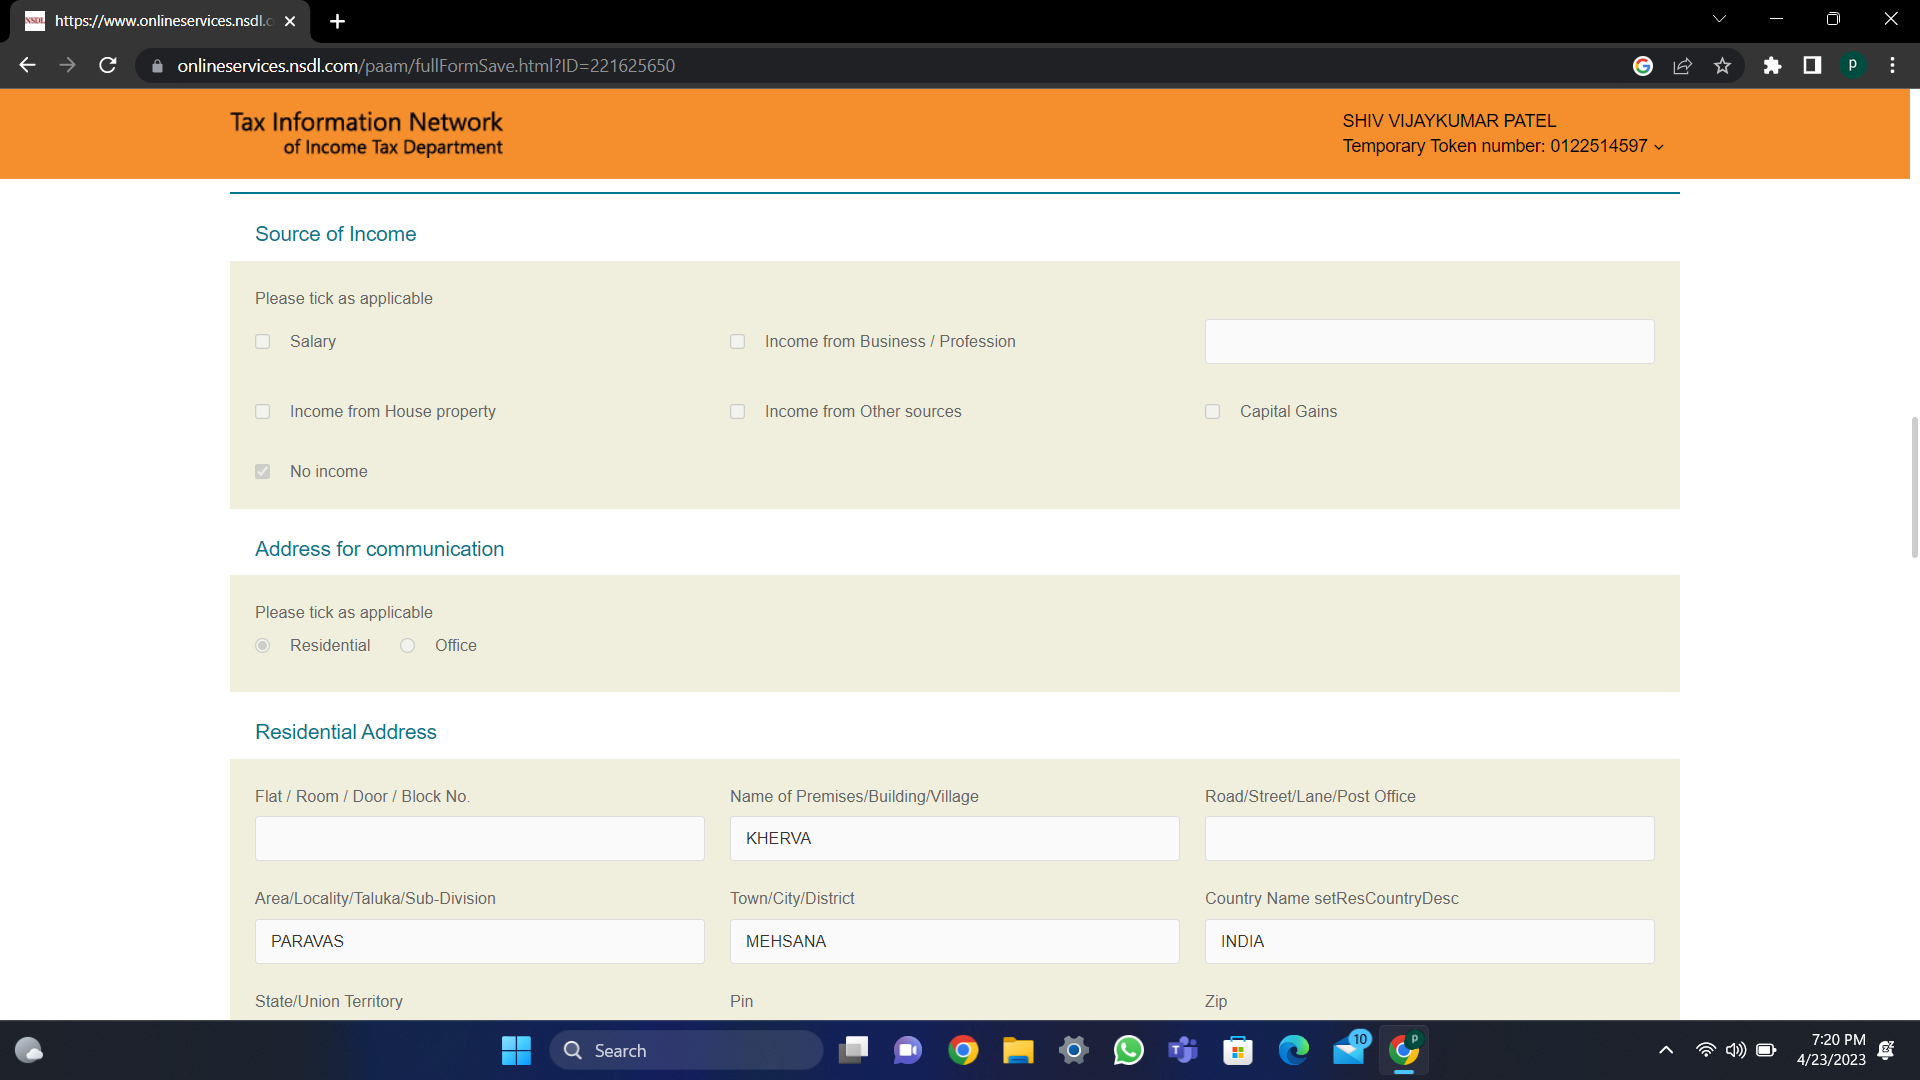 https://www.onlineservices.nsdl.c
onlineservices.nsdl.com/paam/fullFormSave.html?ID=221625650
P
Tax Information Network
of Income Tax Department
SHIV VIJAYKUMAR PATEL
Temporary Token number: 0122514597
Source of Income
Please tick as applicable
Salary
Income from Business / Profession
Income from House property
Income from Other sources
Capital Gains
No income
Address for communication
Please tick as applicable
Residential
Office
Residential Address
Flat / Room / Door / Block No.
Name of Premises/Building/Village
Road/Street/Lane/Post Office
KHERVA
Area/Locality/Taluka/Sub-Division
Town/City/District
Country Name setResCountryDesc
PARAVAS
MEHSANA
INDIA
State/Union Territory
Pin
Zip
Search
10
P
7:20 PM
4/23/2023